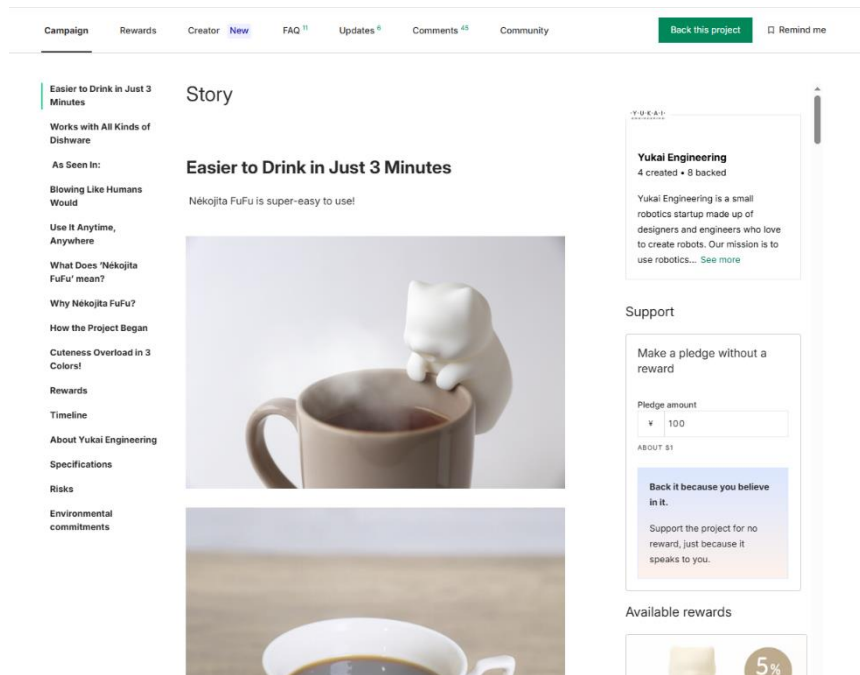 Campaign
Rewards
Creator New
FAQ 11
Updates 6
Comments 45
Community
Back this project
Remind me
Easier to Drink in Just 3
Minutes
Works with All Kinds of
Dishware
As Seen In:
Blowing Like Humans
Would
Use It Anytime,
Anywhere
What Does ‘Nékojita
FuFu’ mean?
Why Nékojita FuFu?
How the Project Began
Cuteness Overload in 3
Colors!
Rewards
Timeline
About Yukai Engineering
Specifications
Risks
Environmental
commitments
Story
Easier to Drink in Just 3 Minutes
Nékojita FuFu is super-easy to use!
·Y·U·K·A·I·
Yukai Engineering
4 created • 8 backed
Yukai Engineering is a small
robotics startup made up of
designers and engineers who love
to create robots. Our mission is to
use robotics... See more
Support
Make a pledge without a
reward
Pledge amount
¥ 100
ABOUT $1
Back it because you believe
in it.
Support the project for no
reward, just because it
speaks to you.
Available rewards
5%